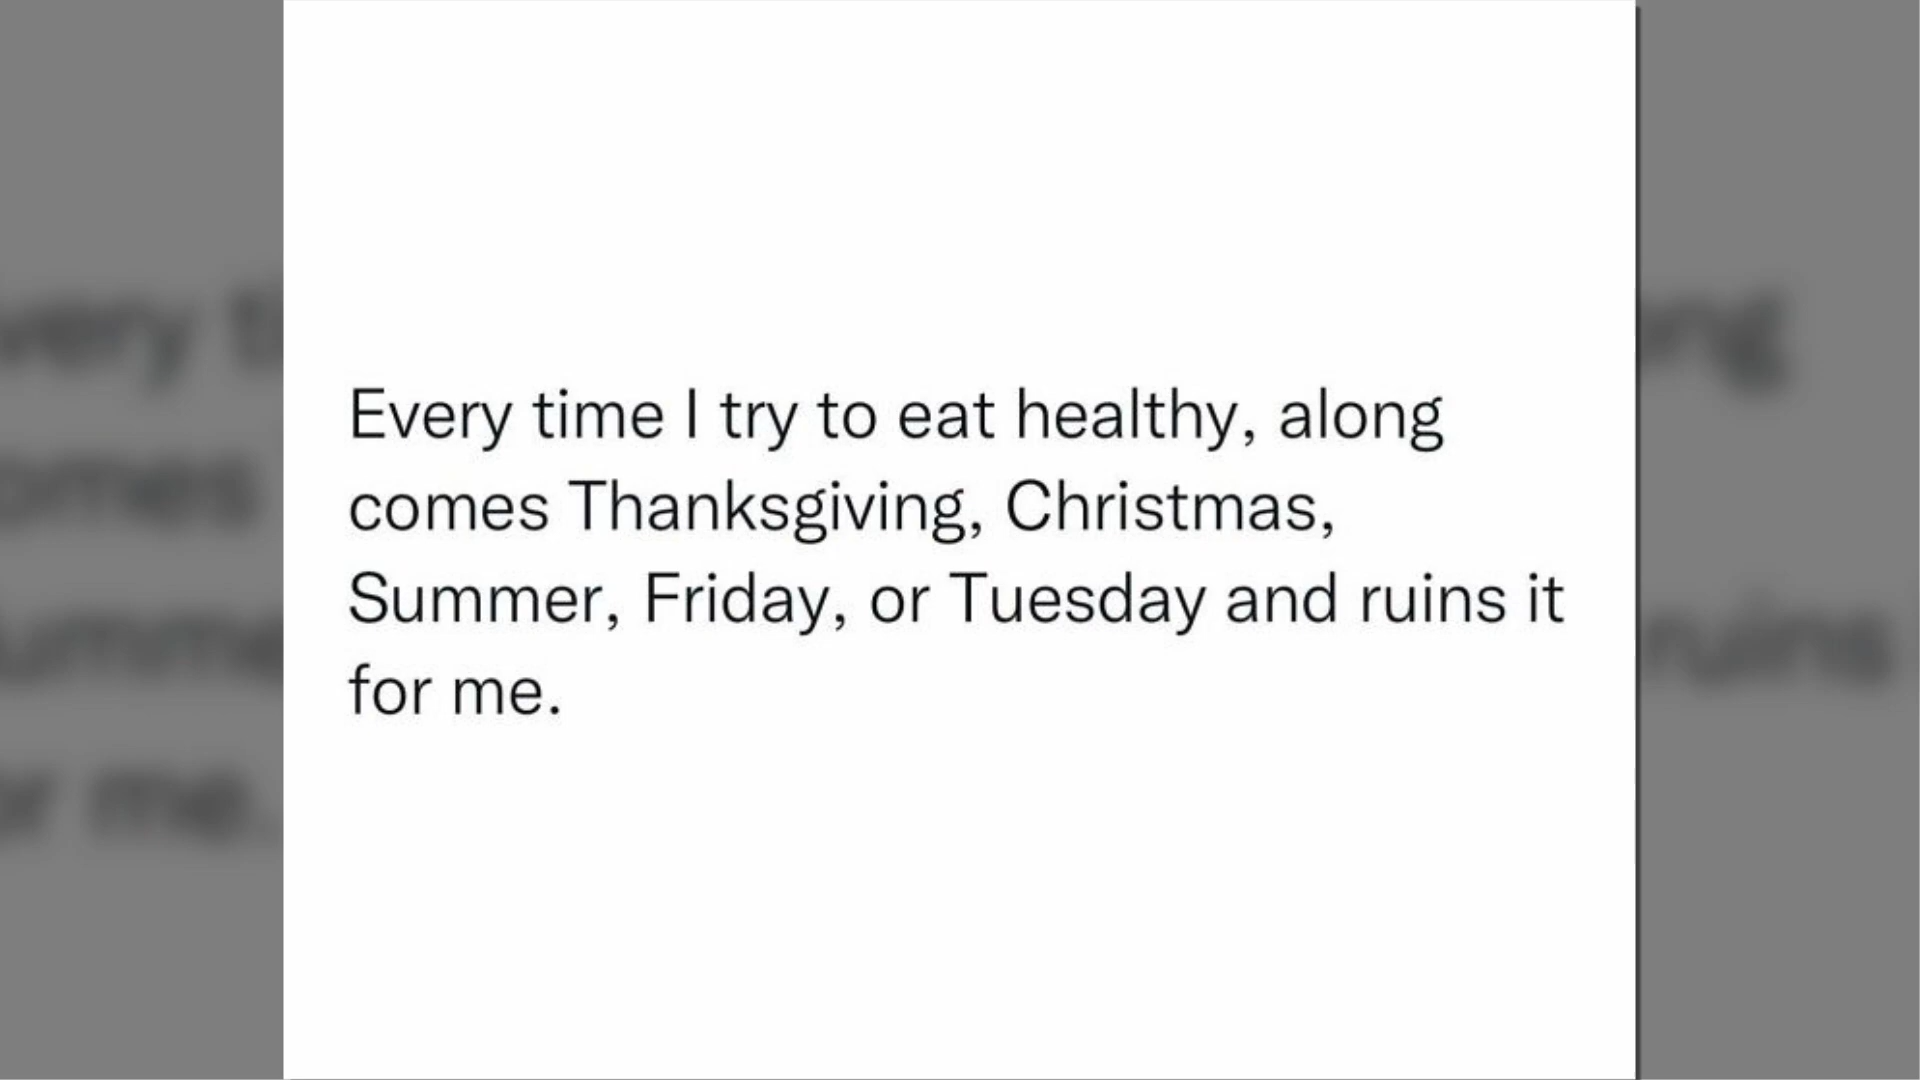 Every time I try to eat healthy, along
comes Thanksgiving, Christmas,
Summer, Friday, or Tuesday and ruins it
for me.